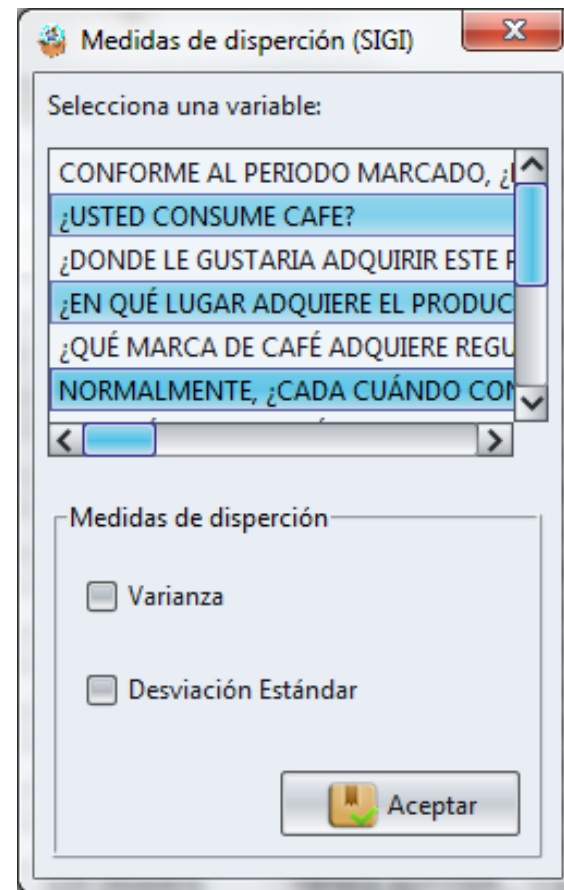 Medidas de disperción (SIGI)
Selecciona una variable:
CONFORME AL PERIODO MARCADO, ¿
¿USTED CONSUME CAFE?
¿DONDE LE GUSTARIA ADQUIRIR ESTE P
¿EN QUÉ LUGAR ADQUIERE EL PRODUC
¿QUÉ MARCA DE CAFÉ ADQUIERE REGU
NORMALMENTE, ¿CADA CUÁNDO CON
Medidas de disperción
Varianza
Desviación Estándar
Aceptar